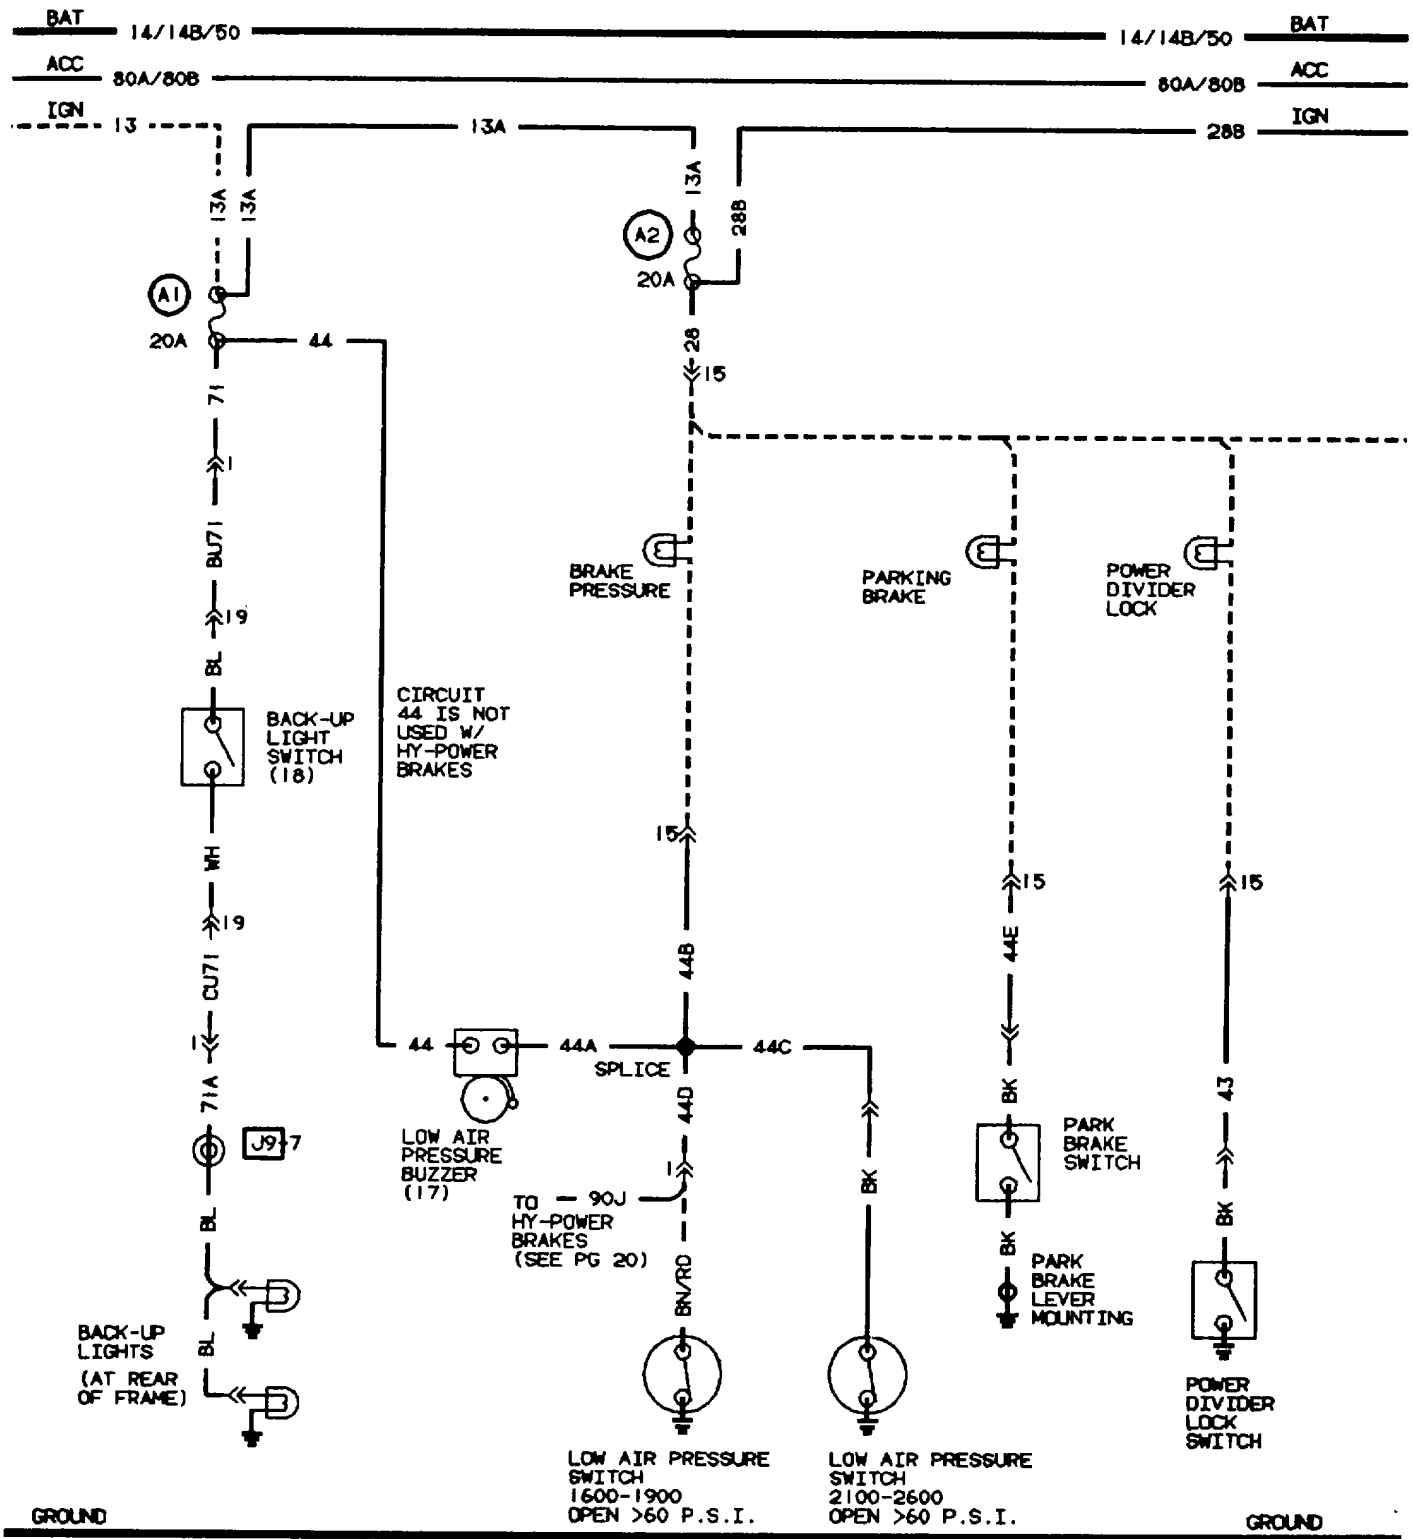 BAT
14/14B/50
14/14B/50
BAT
ACC
80A/80B
80A/80B
ACC
IGN
13
13A
28B
IGN
13A
13A
13A
28B
A2
20A
A1
20A
44
28
15
71
1
BU71
BRAKE
PRESSURE
PARKING
BRAKE
POWER
DIVIDER
LOCK
19
BL
CIRCUIT
44 IS NOT
USED W/
HY-POWER
BRAKES
BACK-UP
LIGHT
SWITCH
(18)
15
WH
15
15
19
44B
44E
CU71
1
44
44A
SPLICE
44C
71A
44D
BK
43
J9-7
LOW AIR
PRESSURE
BUZZER
(17)
1
BK
PARK
BRAKE
SWITCH
TO
90J
HY-POWER
BRAKES
(SEE PG 20)
BL
BK
BK
BN/RD
PARK
BRAKE
LEVER
MOUNTING
BACK-UP
LIGHTS
(AT REAR
OF FRAME)
BL
POWER
DIVIDER
LOCK
SWITCH
LOW AIR PRESSURE
SWITCH
1600-1900
OPEN >60 P.S.I.
LOW AIR PRESSURE
SWITCH
2100-2600
OPEN >60 P.S.I.
GROUND
GROUND